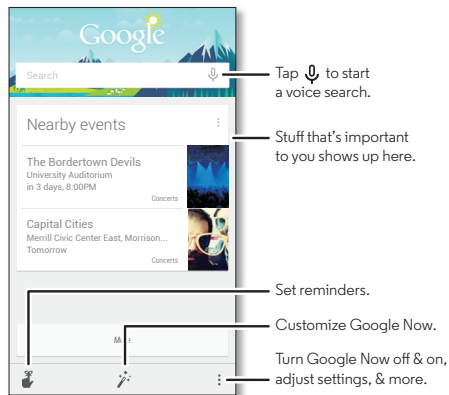 Google
Search
Tap to start
a voice search.
Nearby events
Stuff that's important
to you shows up here.
The Bordertown Devils
University Auditorium
in 3 days, 8:00PM
Concerts
Capital Cities
Merrill Civic Center East, Morrison...
Tomorrow
Concerts
Set reminders.
More
Customize Google Now.
Turn Google Now off & on,
adjust settings, & more.